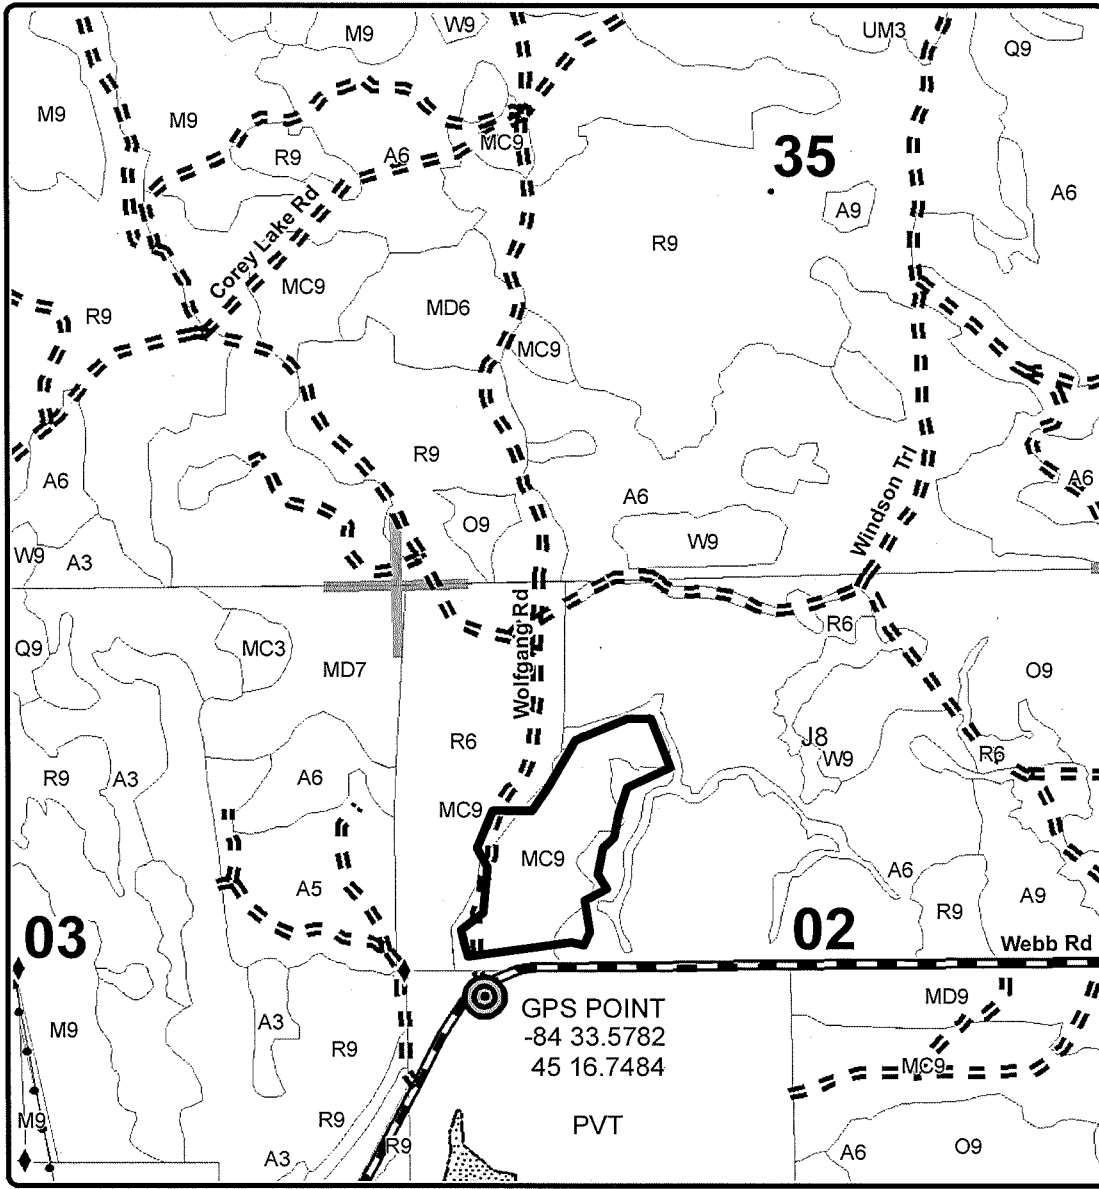 M9
W9
UM3
Q9
M9
M9
MC9
35
R9
A6
A6
A9
Corey Lake Rd
R9
MC9
MD6
R9
MC9
R9
Windson Trl
A6
A6
A6
O9
W9
W9
A3
Wolfgang Rd
R6
Q9
MC3
MD7
O9
R6
J8
W9
R6
R9
A3
A6
MC9
MC9
A6
A5
R9
A9
03
02
Webb Rd
GPS POINT
-84 33.5782
45 16.7484
MD9
A3
M9
R9
MC9
M9
R9
PVT
R9
A3
A6
O9